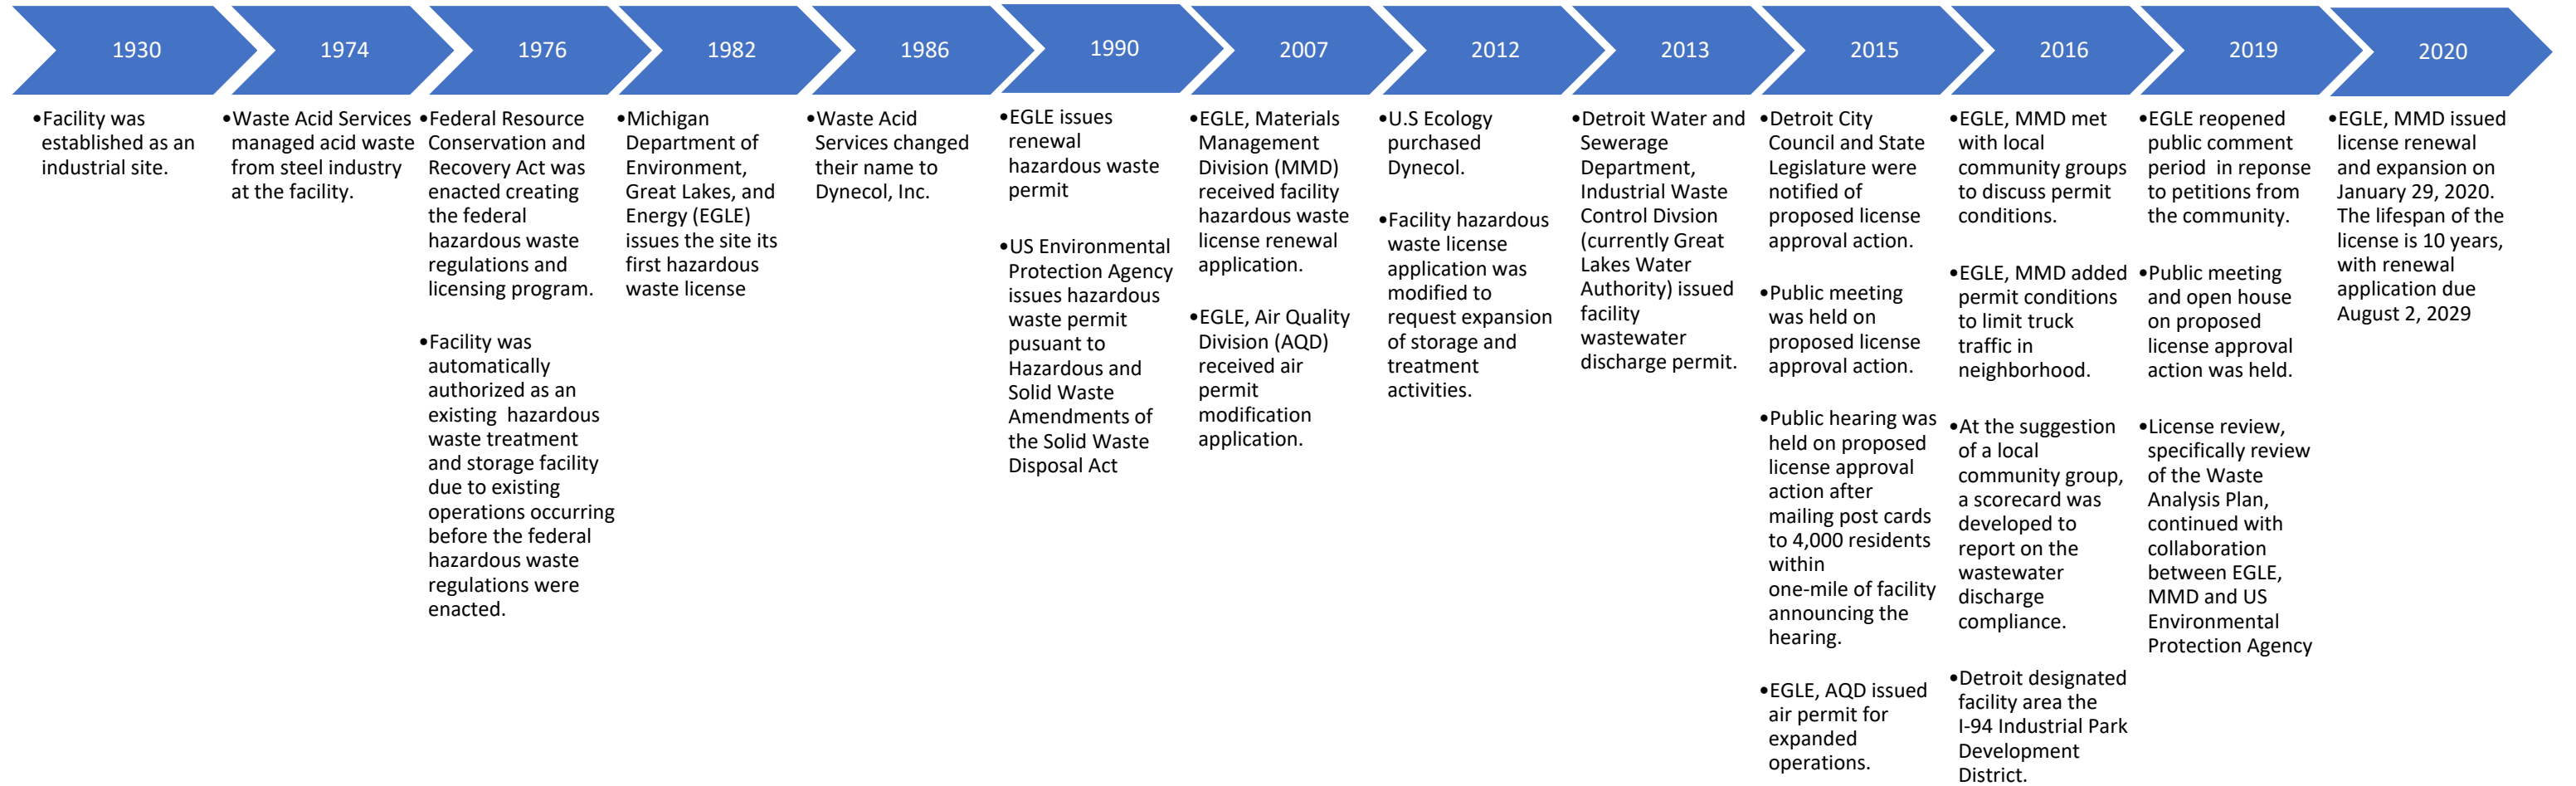 1930
1974
1976
1982
1986
1990
2007
2012
2013
2015
2016
2019
2020
•Facility was
established as an
industrial site.
•Waste Acid Services
managed acid waste
from steel industry
at the facility.
•Federal Resource
Conservation and
Recovery Act was
enacted creating
the federal
hazardous waste
regulations and
licensing program.
•Facility was
automatically
authorized as an
existing hazardous
waste treatment
and storage facility
due to existing
operations occurring
before the federal
hazardous waste
regulations were
enacted.
•Michigan
Department of
Environment,
Great Lakes, and
Energy (EGLE)
issues the site its
first hazardous
waste license
•Waste Acid
Services changed
their name to
Dynecol, Inc.
•EGLE issues
renewal
hazardous waste
permit
•US Environmental
Protection Agency
issues hazardous
waste permit
pusuant to
Hazardous and
Solid Waste
Amendments of
the Solid Waste
Disposal Act
•EGLE, Materials
Management
Division (MMD)
received facility
hazardous waste
license renewal
application.
•EGLE, Air Quality
Division (AQD)
received air
permit
modification
application.
•U.S Ecology
purchased
Dynecol.
•Facility hazardous
waste license
application was
modified to
request expansion
of storage and
treatment
activities.
•Detroit Water and
Sewerage
Department,
Industrial Waste
Control Divsion
(currently Great
Lakes Water
Authority) issued
facility
wastewater
discharge permit.
•Detroit City
Council and State
Legislature were
notified of
proposed license
approval action.
•Public meeting
was held on
proposed license
approval action.
•Public hearing was
held on proposed
license approval
action after
mailing post cards
to 4,000 residents
within
one-mile of facility
announcing the
hearing.
•EGLE, AQD issued
air permit for
expanded
operations.
•EGLE, MMD met
with local
community groups
to discuss permit
conditions.
•EGLE, MMD added
permit conditions
to limit truck
traffic in
neighborhood.
•At the suggestion
of a local
community group,
a scorecard was
developed to
report on the
wastewater
discharge
compliance.
•Detroit designated
facility area the
I-94 Industrial Park
Development
District.
•EGLE reopened
public comment
period in reponse
to petitions from
the community.
•Public meeting
and open house
on proposed
license approval
action was held.
•License review,
specifically review
of the Waste
Analysis Plan,
continued with
collaboration
between EGLE,
MMD and US
Environmental
Protection Agency
•EGLE, MMD issued
license renewal
and expansion on
January 29, 2020.
The lifespan of the
license is 10 years,
with renewal
application due
August 2, 2029